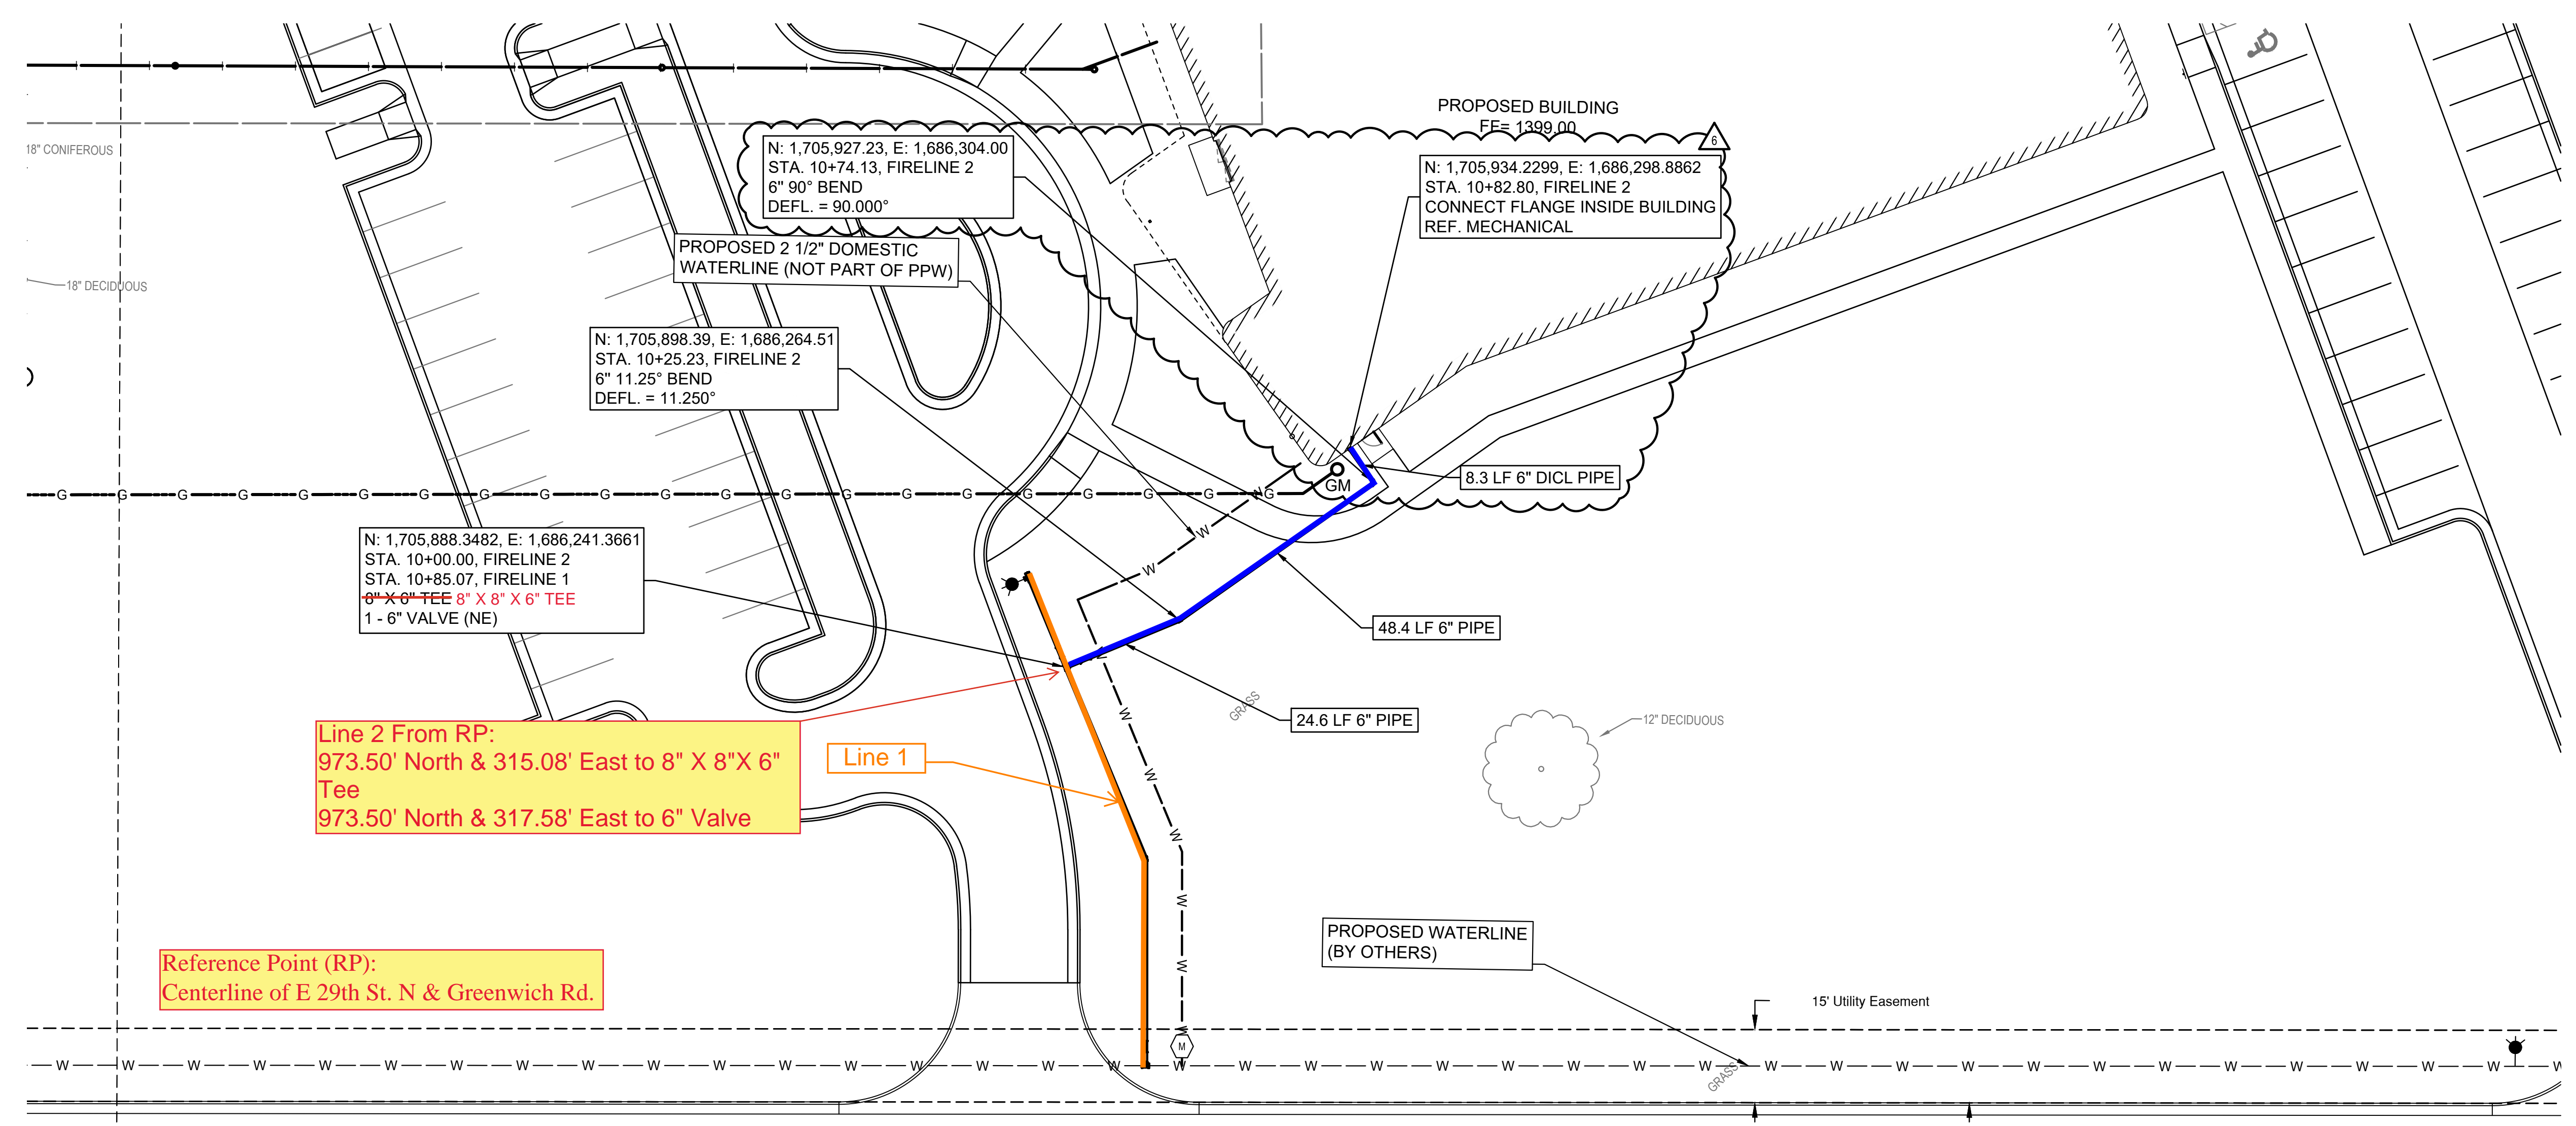 PROPOSED BUILDING
FF= 1399.00
6
18" CONIFEROUS
N: 1,705,927.23, E: 1,686,304.00
STA. 10+74.13, FIRELINE 2
6" 90° BEND
DEFL. = 90.000°
N: 1,705,934.2299, E: 1,686,298.8862
STA. 10+82.80, FIRELINE 2
CONNECT FLANGE INSIDE BUILDING
REF. MECHANICAL
PROPOSED 2 1/2" DOMESTIC
WATERLINE (NOT PART OF PPW)
18" DECIDUOUS
N: 1,705,898.39, E: 1,686,264.51
STA. 10+25.23, FIRELINE 2
6" 11.25° BEND
DEFL. = 11.250°
8.3 LF 6" DICL PIPE
GM
G G G G G G G G G G G G G G G G G G G G G
W
W
W
N: 1,705,888.3482, E: 1,686,241.3661
STA. 10+00.00, FIRELINE 2
STA. 10+85.07, FIRELINE 1
8" X 6" TEE 8" X 8" X 6" TEE
1 - 6" VALVE (NE)
48.4 LF 6" PIPE
24.6 LF 6" PIPE
GRASS
12" DECIDUOUS
Line 2 From RP:
973.50' North & 315.08' East to 8" X 8"X 6"
Tee
973.50' North & 317.58' East to 6" Valve
Line 1
W
W
W
W
W
W
PROPOSED WATERLINE
(BY OTHERS)
Reference Point (RP):
Centerline of E 29th St. N & Greenwich Rd.
15' Utility Easement
M
W W W W W W W W W W W W W W W W W W W W W W W W W W W W W W W W W W W W W W W
GRASS